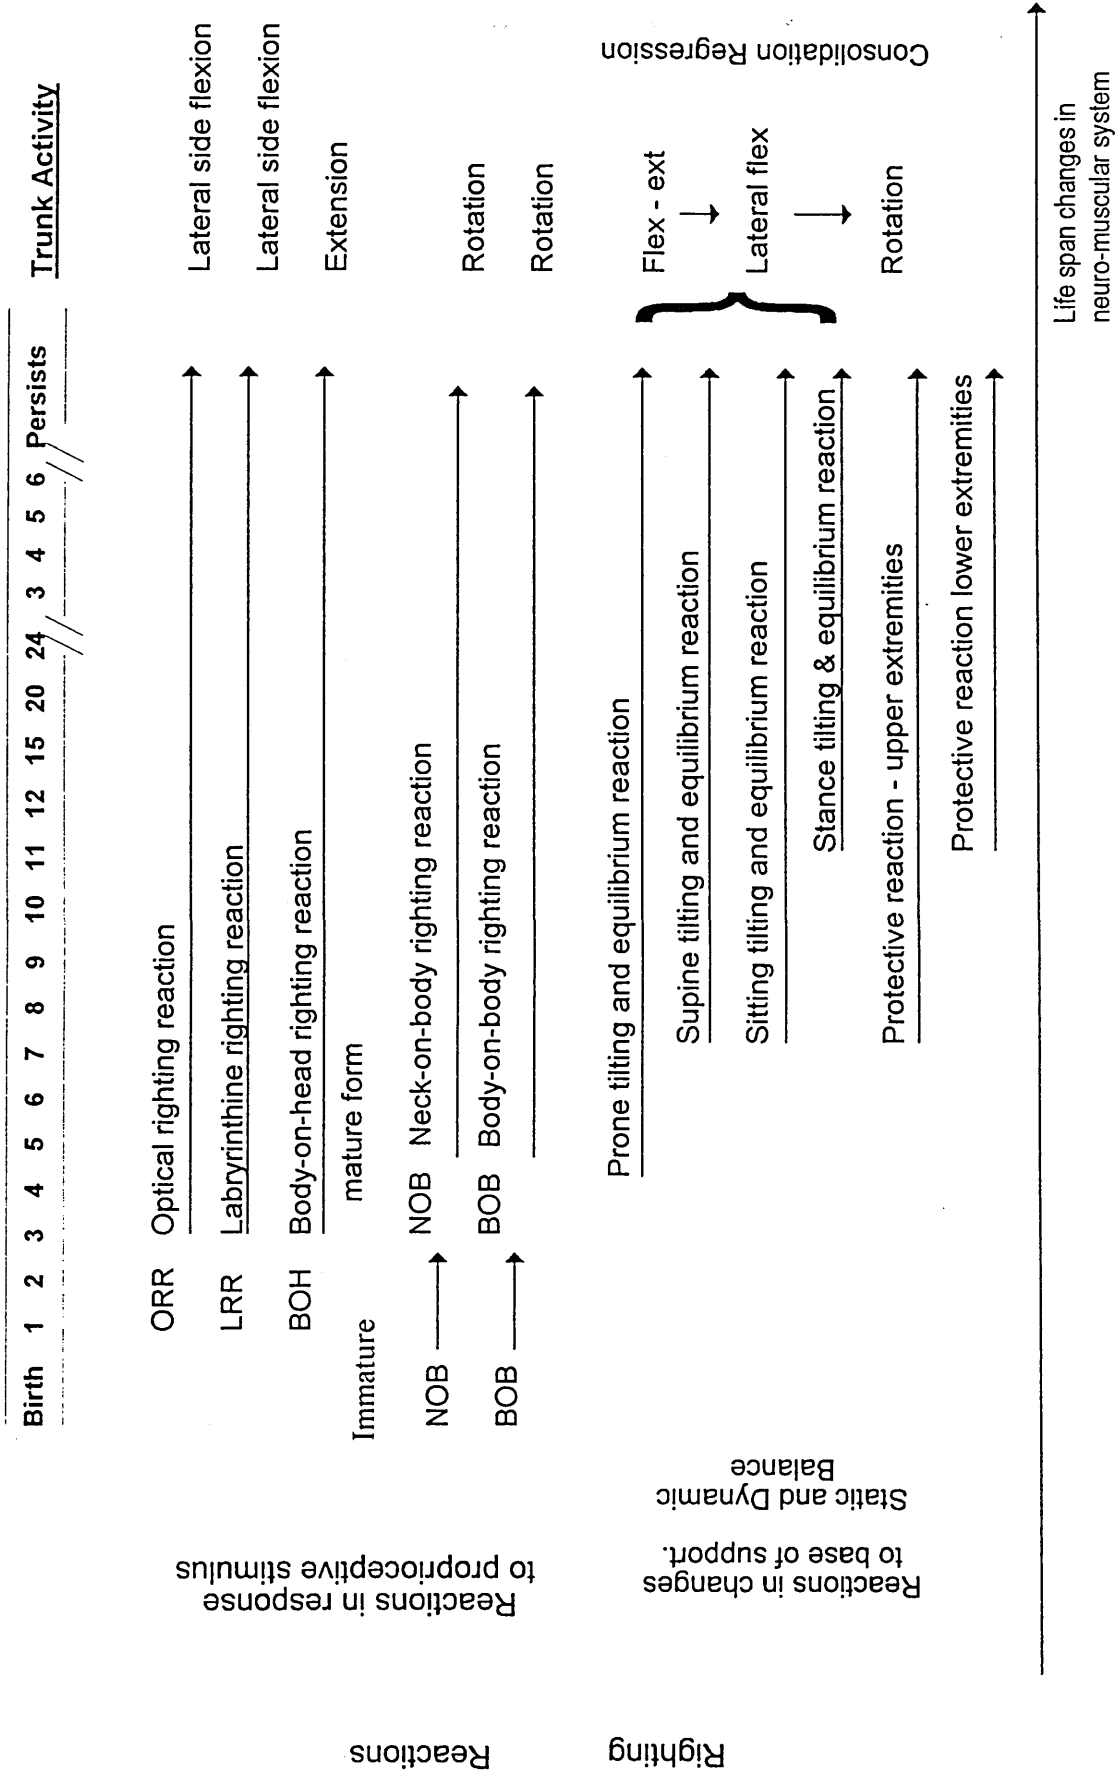 Birth 1 2 3 4 5 6 7 8 9 10 11 12 15 20 24 3 4 5 6 Persists
Trunk Activity
ORR Optical righting reaction
Lateral side flexion
LRR Labryrinthine righting reaction
Lateral side flexion
BOH Body-on-head righting reaction
Extension
Immature
mature form
NOB
NOB Neck-on-body righting reaction
Rotation
BOB
BOB Body-on-body righting reaction
Rotation
Reactions in response
to proprioceptive stimulus
Righting
Reactions
Prone tilting and equilibrium reaction
Flex - ext
Supine tilting and equilibrium reaction
Sitting tilting and equilibrium reaction
Lateral flex
Stance tilting & equilibrium reaction
Protective reaction - upper extremities
Rotation
Protective reaction lower extremities
Reactions in changes
to base of support.
Static and Dynamic
Balance
Consolidation Regression
Life span changes in
neuro-muscular system